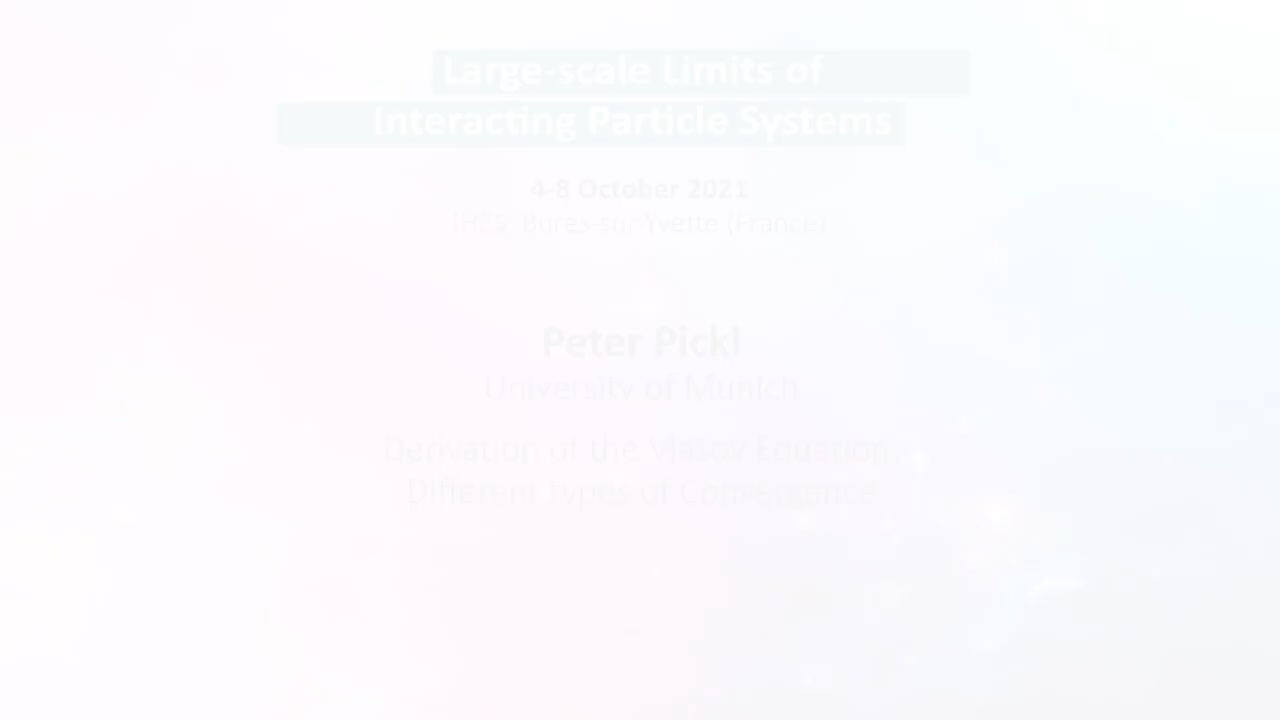 Large-scale Limits of
Interacting Particle Systems
4-8 October 2021
IHES, Bures-sur-Yvette (France)
Peter Pickl
University of Munich
Derivation of the Vlasov Equation,
Different types of Convergence